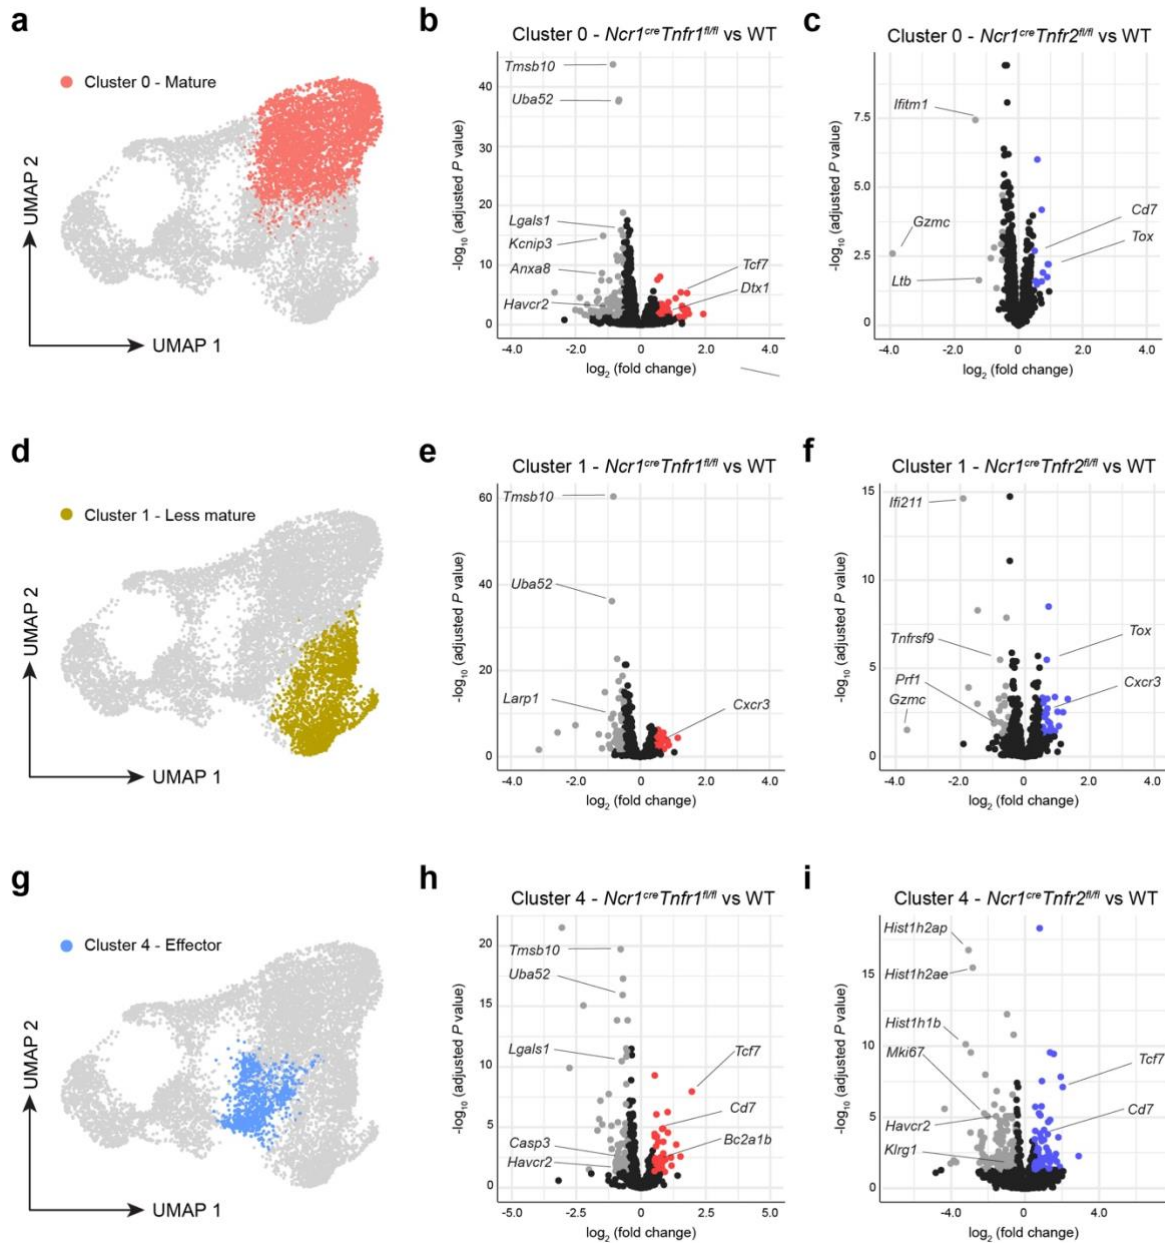 a
Cluster 0 - Mature
UMAP 2
UMAP 1
b
Cluster 0 - Ncr1creTnfr1fl/fl vs WT
-log10 (adjusted P value)
40
30
20
10
0
Tmsb10
Uba52
Lgals1
Kcnip3
Anxa8
Havcr2
Tcf7
Dtx1
-4.0 -2.0 0 2.0 4.0
log2 (fold change)
c
Cluster 0 - Ncr1creTnfr2fl/fl vs WT
-log10 (adjusted P value)
7.5
5.0
2.5
0
Ifitm1
Gzmc
Ltb
Cd7
Tox
-4.0 -2.0 0 2.0 4.0
log2 (fold change)
d
Cluster 1 - Less mature
UMAP 2
UMAP 1
e
Cluster 1 - Ncr1creTnfr1fl/fl vs WT
-log10 (adjusted P value)
60
40
20
0
Tmsb10
Uba52
Larp1
Cxcr3
-4.0 -2.0 0 2.0 4.0
log2 (fold change)
f
Cluster 1 - Ncr1creTnfr2fl/fl vs WT
-log10 (adjusted P value)
15
10
5
0
Ifi211
Tnfrsf9
Prf1
Gzmc
Tox
Cxcr3
-4.0 -2.0 0 2.0 4.0
log2 (fold change)
g
Cluster 4 - Effector
UMAP 2
UMAP 1
h
Cluster 4 - Ncr1creTnfr1fl/fl vs WT
-log10 (adjusted P value)
20
15
10
5
0
Tmsb10
Uba52
Lgals1
Casp3
Havcr2
Tcf7
Cd7
Bc2a1b
-5.0 -2.5 0 2.5 5.0
log2 (fold change)
i
Cluster 4 - Ncr1creTnfr2fl/fl vs WT
-log10 (adjusted P value)
15
10
5
0
Hist1h2ap
Hist1h2ae
Hist1h1b
Mki67
Havcr2
Klrg1
Tcf7
Cd7
-4.0 0 4.0
log2 (fold change)